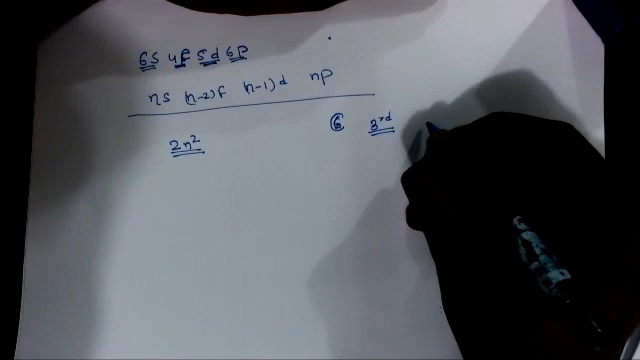 6s 4f 5d 6p
ns (n-2)f (n-1)d np
6 3rd
2n²